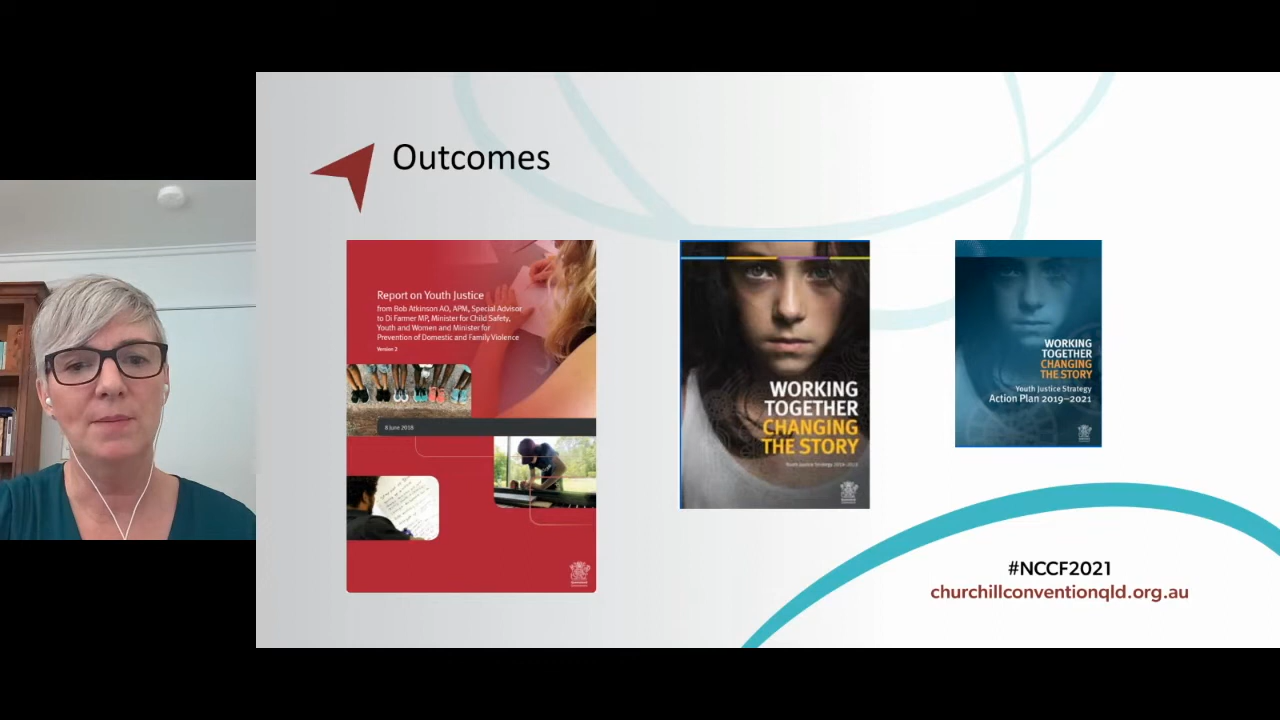 Outcomes
Report on Youth Justice
from Bob Atkinson AO, APM, Special Advisor
to Di Farmer MP, Minister for Child Safety,
Youth and Women and Minister for
Prevention of Domestic and Family Violence
Version 2
8 June 2018
WORKING
TOGETHER
CHANGING
THE STORY
Youth Justice Strategy
WORKING
TOGETHER
CHANGING
THE STORY
Youth Justice Strategy
Action Plan 2019–2021
#NCCF2021
churchillconventionqld.org.au